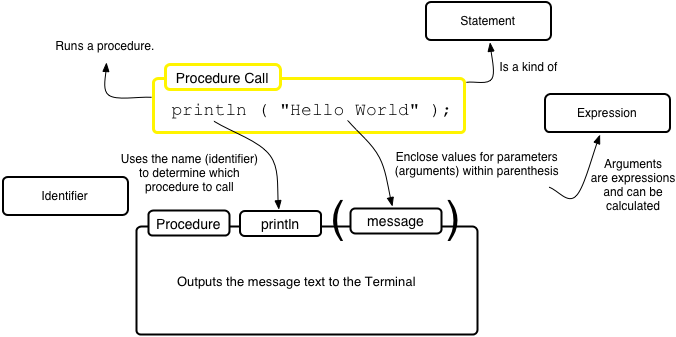 Statement
Runs a procedure.
Is a kind of
Procedure Call
println ( "Hello World" );
Expression
Uses the name (identifier)
to determine which
procedure to call
Enclose values for parameters
(arguments) within parenthesis
Arguments
are expressions
and can be
calculated
Identifier
Procedure println ( message )
Outputs the message text to the Terminal